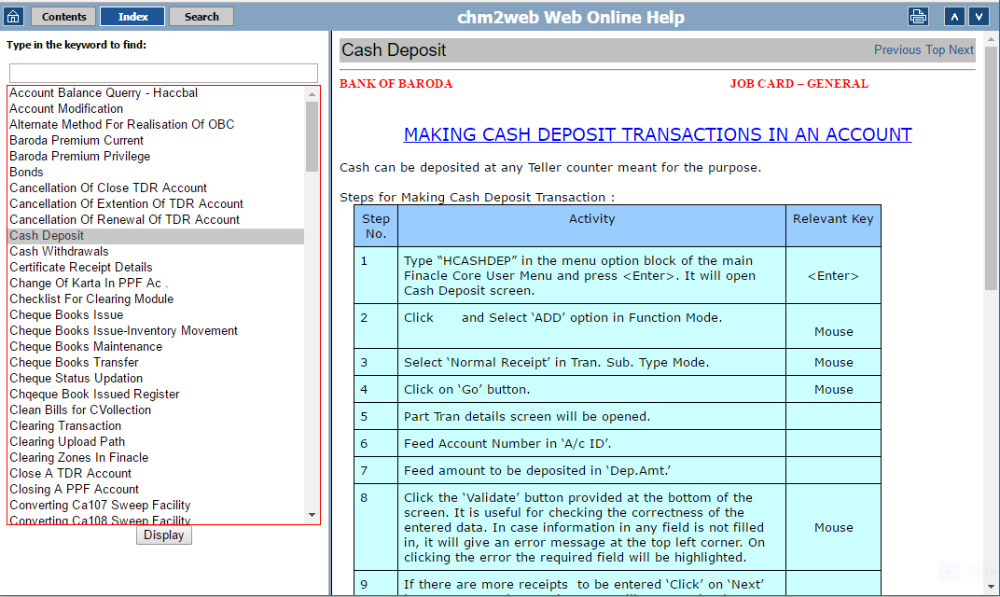 Contents Index Search chm2web Web Online Help
Type in the keyword to find:
Account Balance Querry - Haccbal
Account Modification
Alternate Method For Realisation Of OBC
Baroda Premium Current
Baroda Premium Privilege
Bonds
Cancellation Of Close TDR Account
Cancellation Of Extention Of TDR Account
Cancellation Of Renewal Of TDR Account
Cash Deposit
Cash Withdrawals
Certificate Receipt Details
Change Of Karta In PPF Ac .
Checklist For Clearing Module
Cheque Books Issue
Cheque Books Issue-Inventory Movement
Cheque Books Maintenance
Cheque Books Transfer
Cheque Status Updation
Chqeque Book Issued Register
Clean Bills for CVollection
Clearing Transaction
Clearing Upload Path
Clearing Zones In Finacle
Close A TDR Account
Closing A PPF Account
Converting Ca107 Sweep Facility
Converting Ca108 Sweep Facility
Display
Cash Deposit Previous Top Next
BANK OF BARODA JOB CARD – GENERAL
MAKING CASH DEPOSIT TRANSACTIONS IN AN ACCOUNT
Cash can be deposited at any Teller counter meant for the purpose.
Steps for Making Cash Deposit Transaction :
Step Activity Relevant Key
No.
1 Type “HCASHDEP” in the menu option block of the main
Finacle Core User Menu and press <Enter>. It will open <Enter>
Cash Deposit screen.
2 Click and Select ‘ADD’ option in Function Mode.
Mouse
3 Select ‘Normal Receipt’ in Tran. Sub. Type Mode. Mouse
4 Click on ‘Go’ button. Mouse
5 Part Tran details screen will be opened.
6 Feed Account Number in ‘A/c ID’.
7 Feed amount to be deposited in ‘Dep.Amt.’
8 Click the ‘Validate’ button provided at the bottom of the
screen. It is useful for checking the correctness of the
entered data. In case information in any field is not filled Mouse
in, it will give an error message at the top left corner. On
clicking the error the required field will be highlighted.
9 If there are more receipts to be entered ‘Click’ on ‘Next’